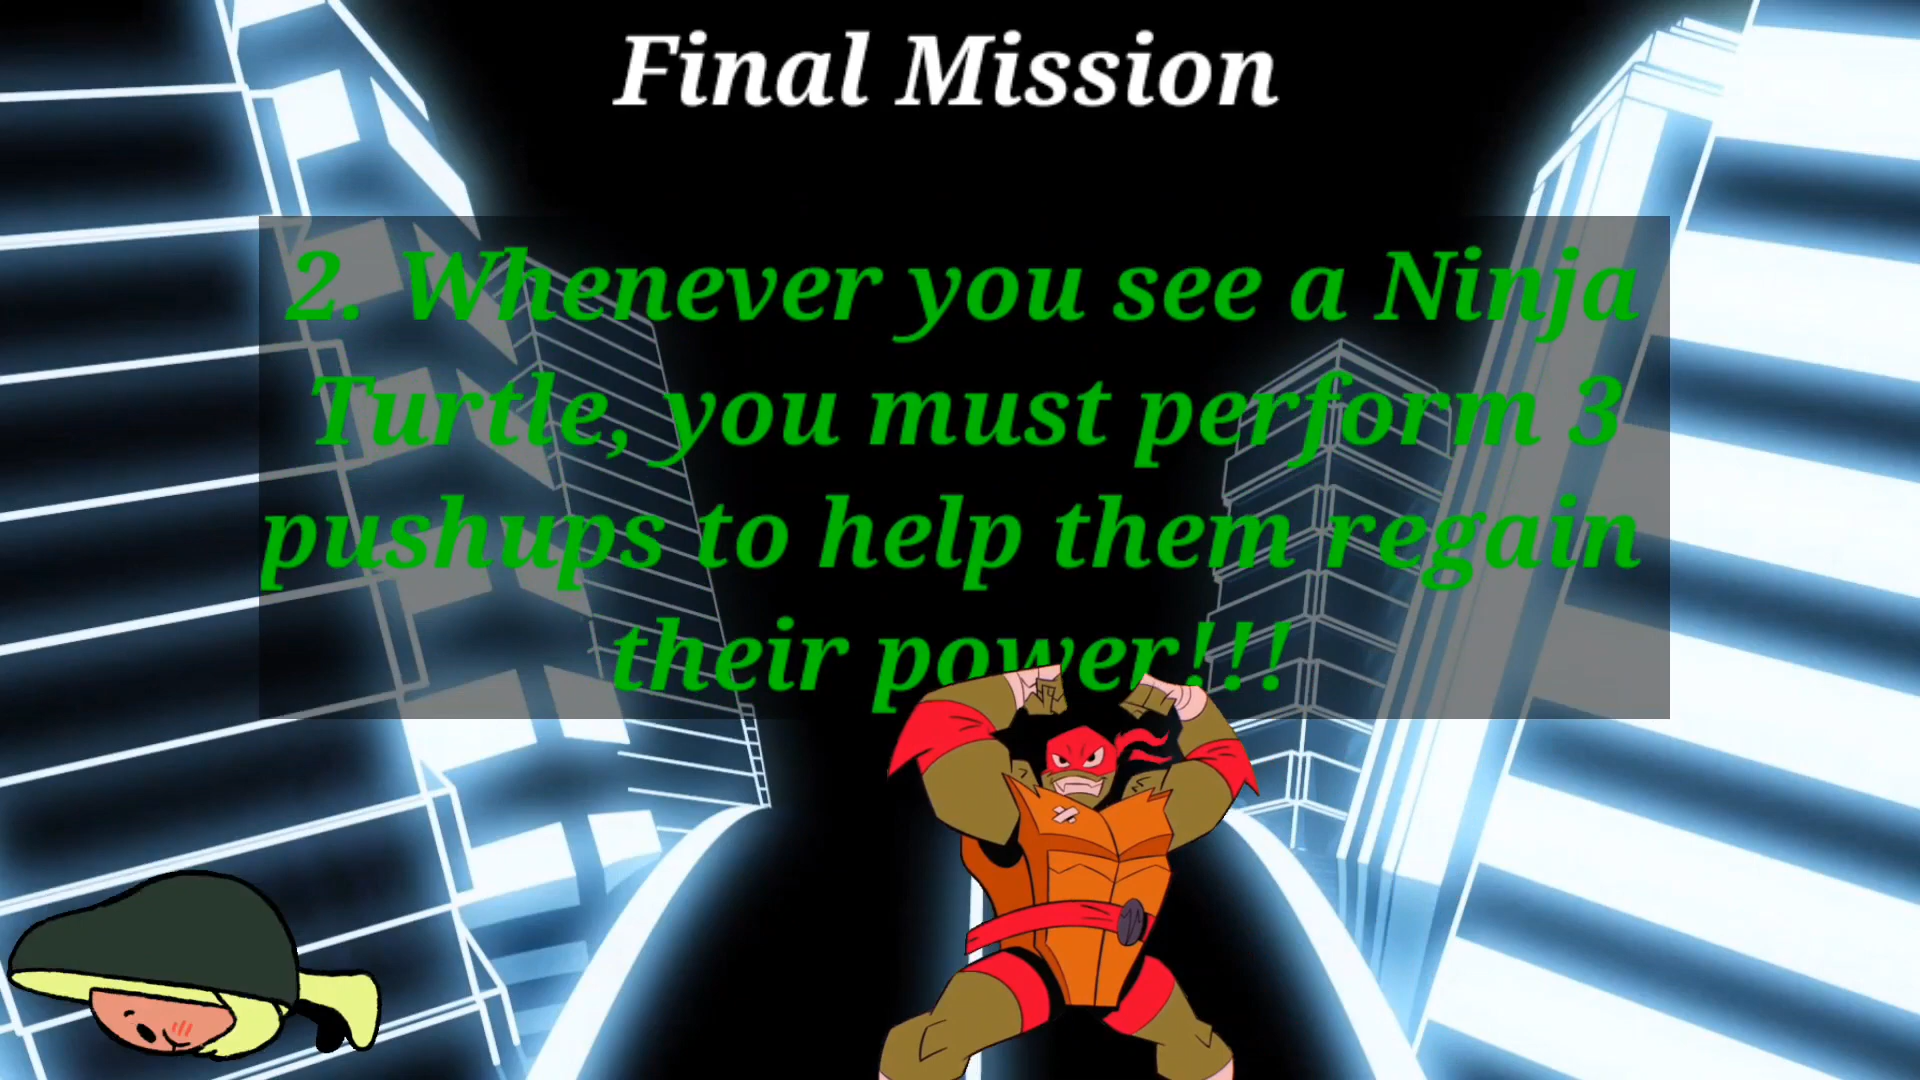 Final Mission
2. Whenever you see a Ninja
Turtle, you must perform 3
pushups to help them regain
their power!!!